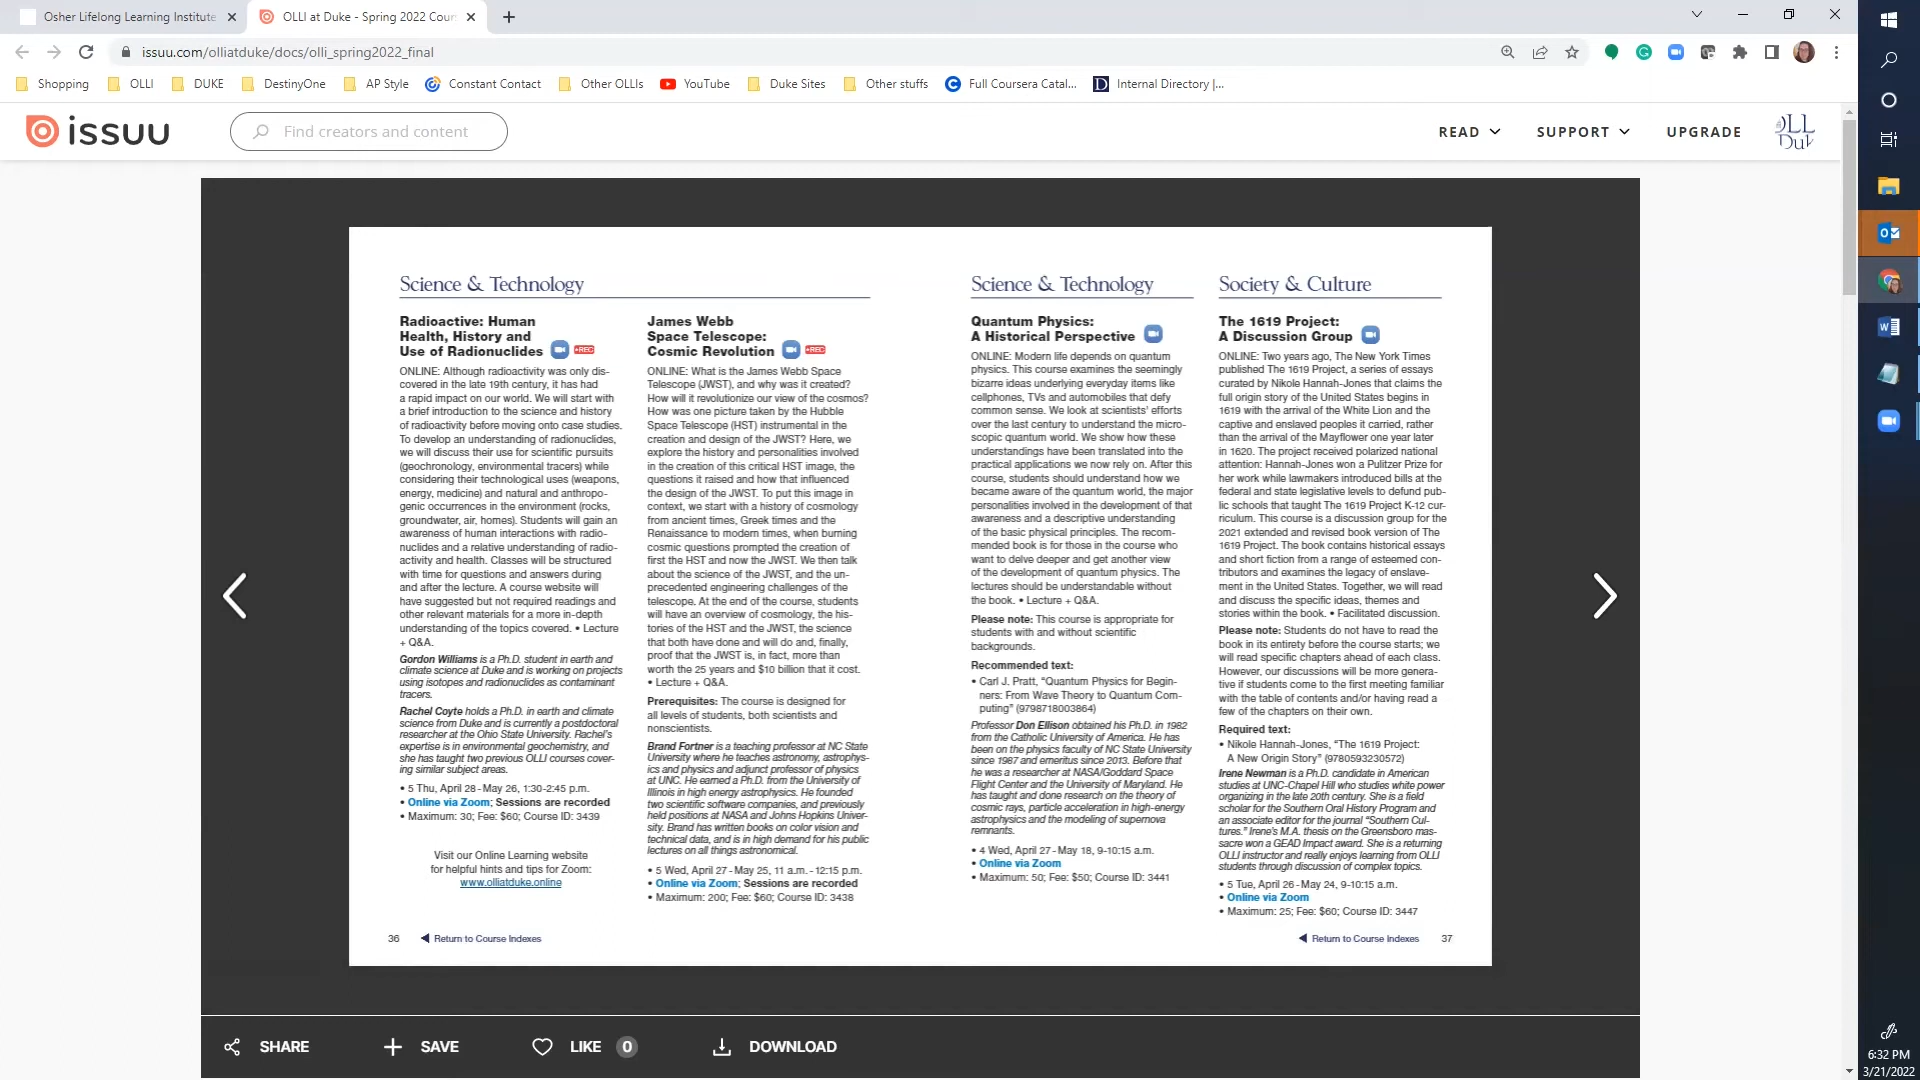 Osher Lifelong Learning Institute
OLLI at Duke - Spring 2022 Cour
issuu.com/olliatduke/docs/olli_spring2022_final
Shopping
OLLI
DUKE
DestinyOne
AP Style
Constant Contact
Other OLLIs
YouTube
Duke Sites
Other stuffs
Full Coursera Catal...
Internal Directory |...
issuu
Find creators and content
READ
SUPPORT
UPGRADE
Science & Technology
Radioactive: Human
Health, History and
Use of Radionuclides
REC
ONLINE: Although radioactivity was only dis-
covered in the late 19th century, it has had
a rapid impact on our world. We will start with
a brief introduction to the science and history
of radioactivity before moving onto case studies.
To develop an understanding of radionuclides,
we will discuss their use for scientific pursuits
(geochronology, environmental tracers) while
considering their technological uses (weapons,
energy, medicine) and natural and anthropo-
genic occurrences in the environment (rocks,
groundwater, air, homes). Students will gain an
awareness of human interactions with radio-
nuclides and a relative understanding of radio-
activity and health. Classes will be structured
with time for questions and answers during
and after the lecture. A course website will
have suggested but not required readings and
other relevant materials for a more in-depth
understanding of the topics covered. • Lecture
+ Q&A.
Gordon Williams is a Ph.D. student in earth and
climate science at Duke and is working on projects
using isotopes and radionuclides as contaminant
tracers.
Rachel Coyte holds a Ph.D. in earth and climate
science from Duke and is currently a postdoctoral
researcher at the Ohio State University. Rachel's
expertise is in environmental geochemistry, and
she has taught two previous OLLI courses cover-
ing similar subject areas.
• 5 Thu, April 28 - May 26, 1:30-2:45 p.m.
• Online via Zoom; Sessions are recorded
• Maximum: 30; Fee: $60; Course ID: 3439
Visit our Online Learning website
for helpful hints and tips for Zoom:
www.olliatduke.online
36
Return to Course Indexes
James Webb
Space Telescope:
Cosmic Revolution
REC
ONLINE: What is the James Webb Space
Telescope (JWST), and why was it created?
How will it revolutionize our view of the cosmos?
How was one picture taken by the Hubble
Space Telescope (HST) instrumental in the
creation and design of the JWST? Here, we
explore the history and personalities involved
in the creation of this critical HST image, the
questions it raised and how that influenced
the design of the JWST. To put this image in
context, we start with a history of cosmology
from ancient times, Greek times and the
Renaissance to modern times, when burning
cosmic questions prompted the creation of
first the HST and now the JWST. We then talk
about the science of the JWST, and the un-
precedented engineering challenges of the
telescope. At the end of the course, students
will have an overview of cosmology, the his-
tories of the HST and the JWST, the science
that both have done and will do and, finally,
proof that the JWST is, in fact, more than
worth the 25 years and $10 billion that it cost.
• Lecture + Q&A.
Prerequisites: The course is designed for
all levels of students, both scientists and
nonscientists.
Brand Fortner is a teaching professor at NC State
University where he teaches astronomy, astrophys-
ics and physics and adjunct professor of physics
at UNC. He earned a Ph.D. from the University of
Illinois in high energy astrophysics. He founded
two scientific software companies, and previously
held positions at NASA and Johns Hopkins Univer-
sity. Brand has written books on color vision and
technical data, and is in high demand for his public
lectures on all things astronomical.
• 5 Wed, April 27 - May 25, 11 a.m. - 12:15 p.m.
• Online via Zoom; Sessions are recorded
• Maximum: 200; Fee: $60; Course ID: 3438
Science & Technology
Quantum Physics:
A Historical Perspective
ONLINE: Modern life depends on quantum
physics. This course examines the seemingly
bizarre ideas underlying everyday items like
cellphones, TVs and automobiles that defy
common sense. We look at scientists' efforts
over the last century to understand the micro-
scopic quantum world. We show how these
understandings have been translated into the
practical applications we now rely on. After this
course, students should understand how we
became aware of the quantum world, the major
personalities involved in the development of that
awareness and a descriptive understanding
of the basic physical principles. The recom-
mended book is for those in the course who
want to delve deeper and get another view
of the development of quantum physics. The
lectures should be understandable without
the book. • Lecture + Q&A.
Please note: This course is appropriate for
students with and without scientific
backgrounds.
Recommended text:
• Carl J. Pratt, "Quantum Physics for Begin-
ners: From Wave Theory to Quantum Com-
puting" (9798718003864)
Professor Don Ellison obtained his Ph.D. in 1982
from the Catholic University of America. He has
been on the physics faculty of NC State University
since 1987 and emeritus since 2013. Before that
he was a researcher at NASA/Goddard Space
Flight Center and the University of Maryland. He
has taught and done research on the theory of
cosmic rays, particle acceleration in high-energy
astrophysics and the modeling of supernova
remnants.
• 4 Wed, April 27 - May 18, 9-10:15 a.m.
• Online via Zoom
• Maximum: 50; Fee: $50; Course ID: 3441
Society & Culture
The 1619 Project:
A Discussion Group
ONLINE: Two years ago, The New York Times
published The 1619 Project, a series of essays
curated by Nikole Hannah-Jones that claims the
full origin story of the United States begins in
1619 with the arrival of the White Lion and the
captive and enslaved peoples it carried, rather
than the arrival of the Mayflower one year later
in 1620. The project received polarized national
attention: Hannah-Jones won a Pulitzer Prize for
her work while lawmakers introduced bills at the
federal and state legislative levels to defund pub-
lic schools that taught The 1619 Project K-12 cur-
riculum. This course is a discussion group for the
2021 extended and revised book version of The
1619 Project. The book contains historical essays
and short fiction from a range of esteemed con-
tributors and examines the legacy of enslave-
ment in the United States. Together, we will read
and discuss the specific ideas, themes and
stories within the book. • Facilitated discussion.
Please note: Students do not have to read the
book in its entirety before the course starts; we
will read specific chapters ahead of each class.
However, our discussions will be more genera-
tive if students come to the first meeting familiar
with the table of contents and/or having read a
few of the chapters on their own.
Required text:
• Nikole Hannah-Jones, "The 1619 Project:
A New Origin Story" (9780593230572)
Irene Newman is a Ph.D. candidate in American
studies at UNC-Chapel Hill who studies white power
organizing in the late 20th century. She is a field
scholar for the Southern Oral History Program and
an associate editor for the journal "Southern Cul-
tures." Irene's M.A. thesis on the Greensboro mas-
sacre won a GEAD Impact award. She is a returning
OLLI instructor and really enjoys learning from OLLI
students through discussion of complex topics.
• 5 Tue, April 26 - May 24, 9-10:15 a.m.
• Online via Zoom
• Maximum: 25; Fee: $60; Course ID: 3447
Return to Course Indexes
37
SHARE
SAVE
LIKE
0
DOWNLOAD
6:32 PM
3/21/2022